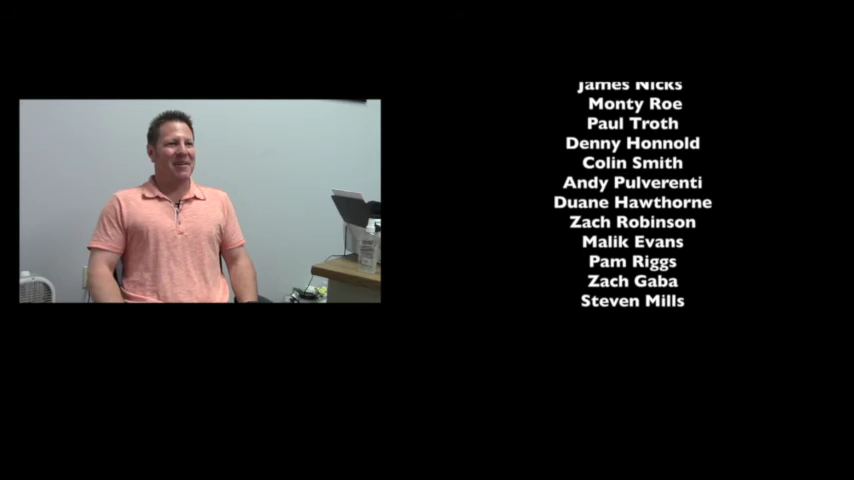 James Nicks
Monty Roe
Paul Troth
Denny Honnold
Colin Smith
Andy Pulverenti
Duane Hawthorne
Zach Robinson
Malik Evans
Pam Riggs
Zach Gaba
Steven Mills